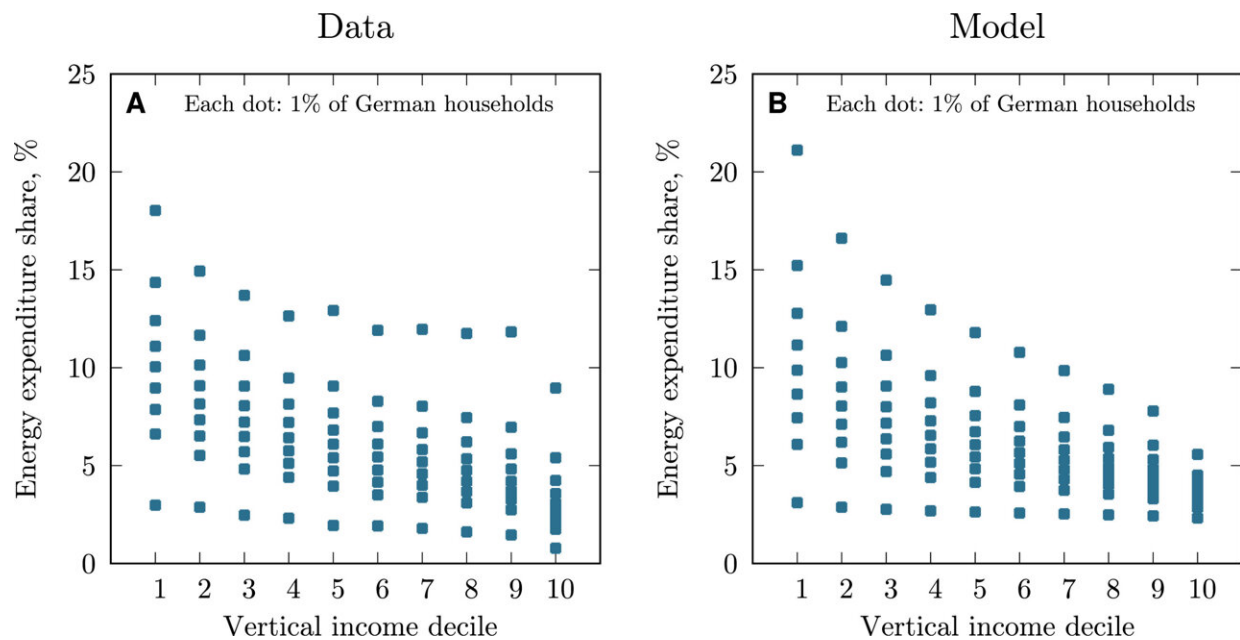 Data
A Each dot: 1% of German households
Energy expenditure share, %
25
20
15
10
5
0
1 2 3 4 5 6 7 8 9 10
Vertical income decile
Model
B Each dot: 1% of German households
Energy expenditure share, %
25
20
15
10
5
0
1 2 3 4 5 6 7 8 9 10
Vertical income decile